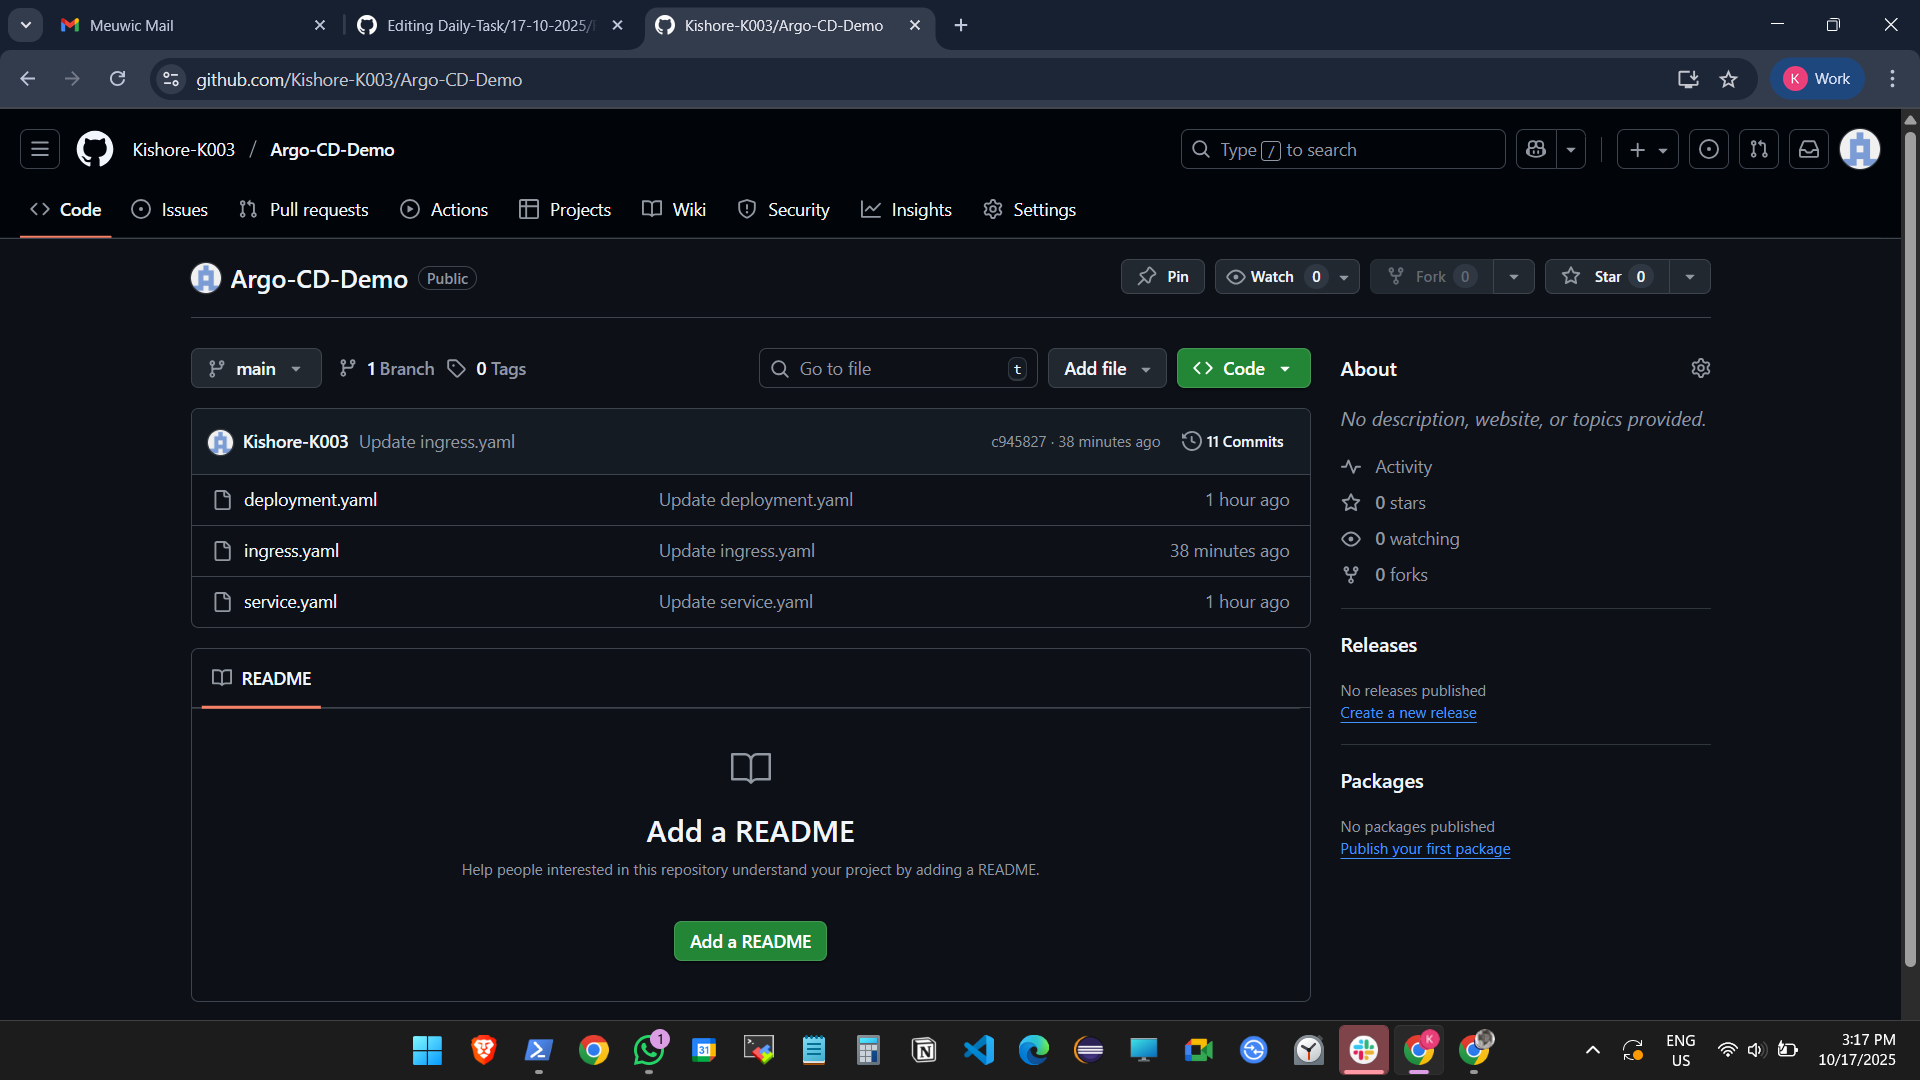 Meuwic Mail
Editing Daily-Task/17-10-2025/
Kishore-K003/Argo-CD-Demo
github.com/Kishore-K003/Argo-CD-Demo
K Work
Kishore-K003 / Argo-CD-Demo
Type / to search
Code
Issues
Pull requests
Actions
Projects
Wiki
Security
Insights
Settings
Argo-CD-Demo Public
Pin
Watch 0
Fork 0
Star 0
main
1 Branch
0 Tags
Go to file t
Add file
Code
Kishore-K003 Update ingress.yaml
c945827 · 38 minutes ago
11 Commits
deployment.yaml Update deployment.yaml 1 hour ago
ingress.yaml Update ingress.yaml 38 minutes ago
service.yaml Update service.yaml 1 hour ago
README
Add a README
Help people interested in this repository understand your project by adding a README.
Add a README
About
No description, website, or topics provided.
Activity
0 stars
0 watching
0 forks
Releases
No releases published
Create a new release
Packages
No packages published
Publish your first package
1
31
K
ENG
US
3:17 PM
10/17/2025